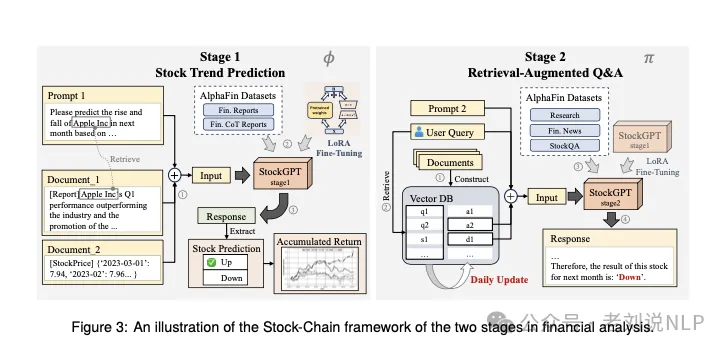 Stage 1
Stock Trend Prediction
ϕ
Prompt 1
Please predict the rise and
fall of Apple Inc in next
month based on …
Retrieve
Document_1
[Report] Apple Inc's Q1
performance outperforming
the industry and the
promotion of the ...
Document_2
[StockPrice] {‘2023-03-01’:
7.94, ‘2023-02’: 7.96... }
AlphaFin Datasets
Fin. Reports
Fin. CoT Reports
Pretrained
weights
LoRA
Fine-Tuning
①
②
Input
StockGPT
stage1
③
Response
Extract
Stock Prediction
Up
Down
Accumulated Return
Stage 2
Retrieval-Augmented Q&A
π
Prompt 2
User Query
Documents
① Construct
② Retrieve
Vector DB
q1
a1
q2
a2
s1
d1
...
...
Daily Update
AlphaFin Datasets
Research
Fin. News
StockQA
StockGPT
stage1
LoRA
Fine-Tuning
③
Input
StockGPT
stage2
④
Response
…
Therefore, the result of this stock
for next month is: ‘Down’.
公众号 · 老刘说NLP
Figure 3: An illustration of the Stock-Chain framework of the two stages in financial analysis.